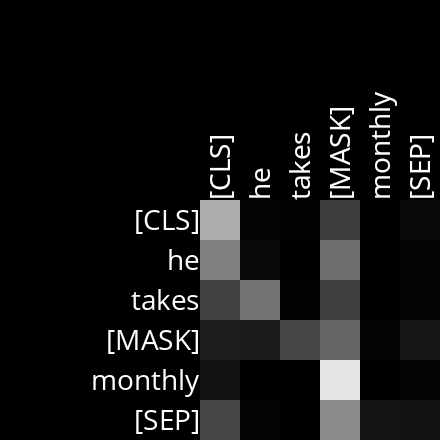 [CLS]
he
takes
[MASK]
monthly
[SEP]
[CLS]
he
takes
[MASK]
monthly
[SEP]